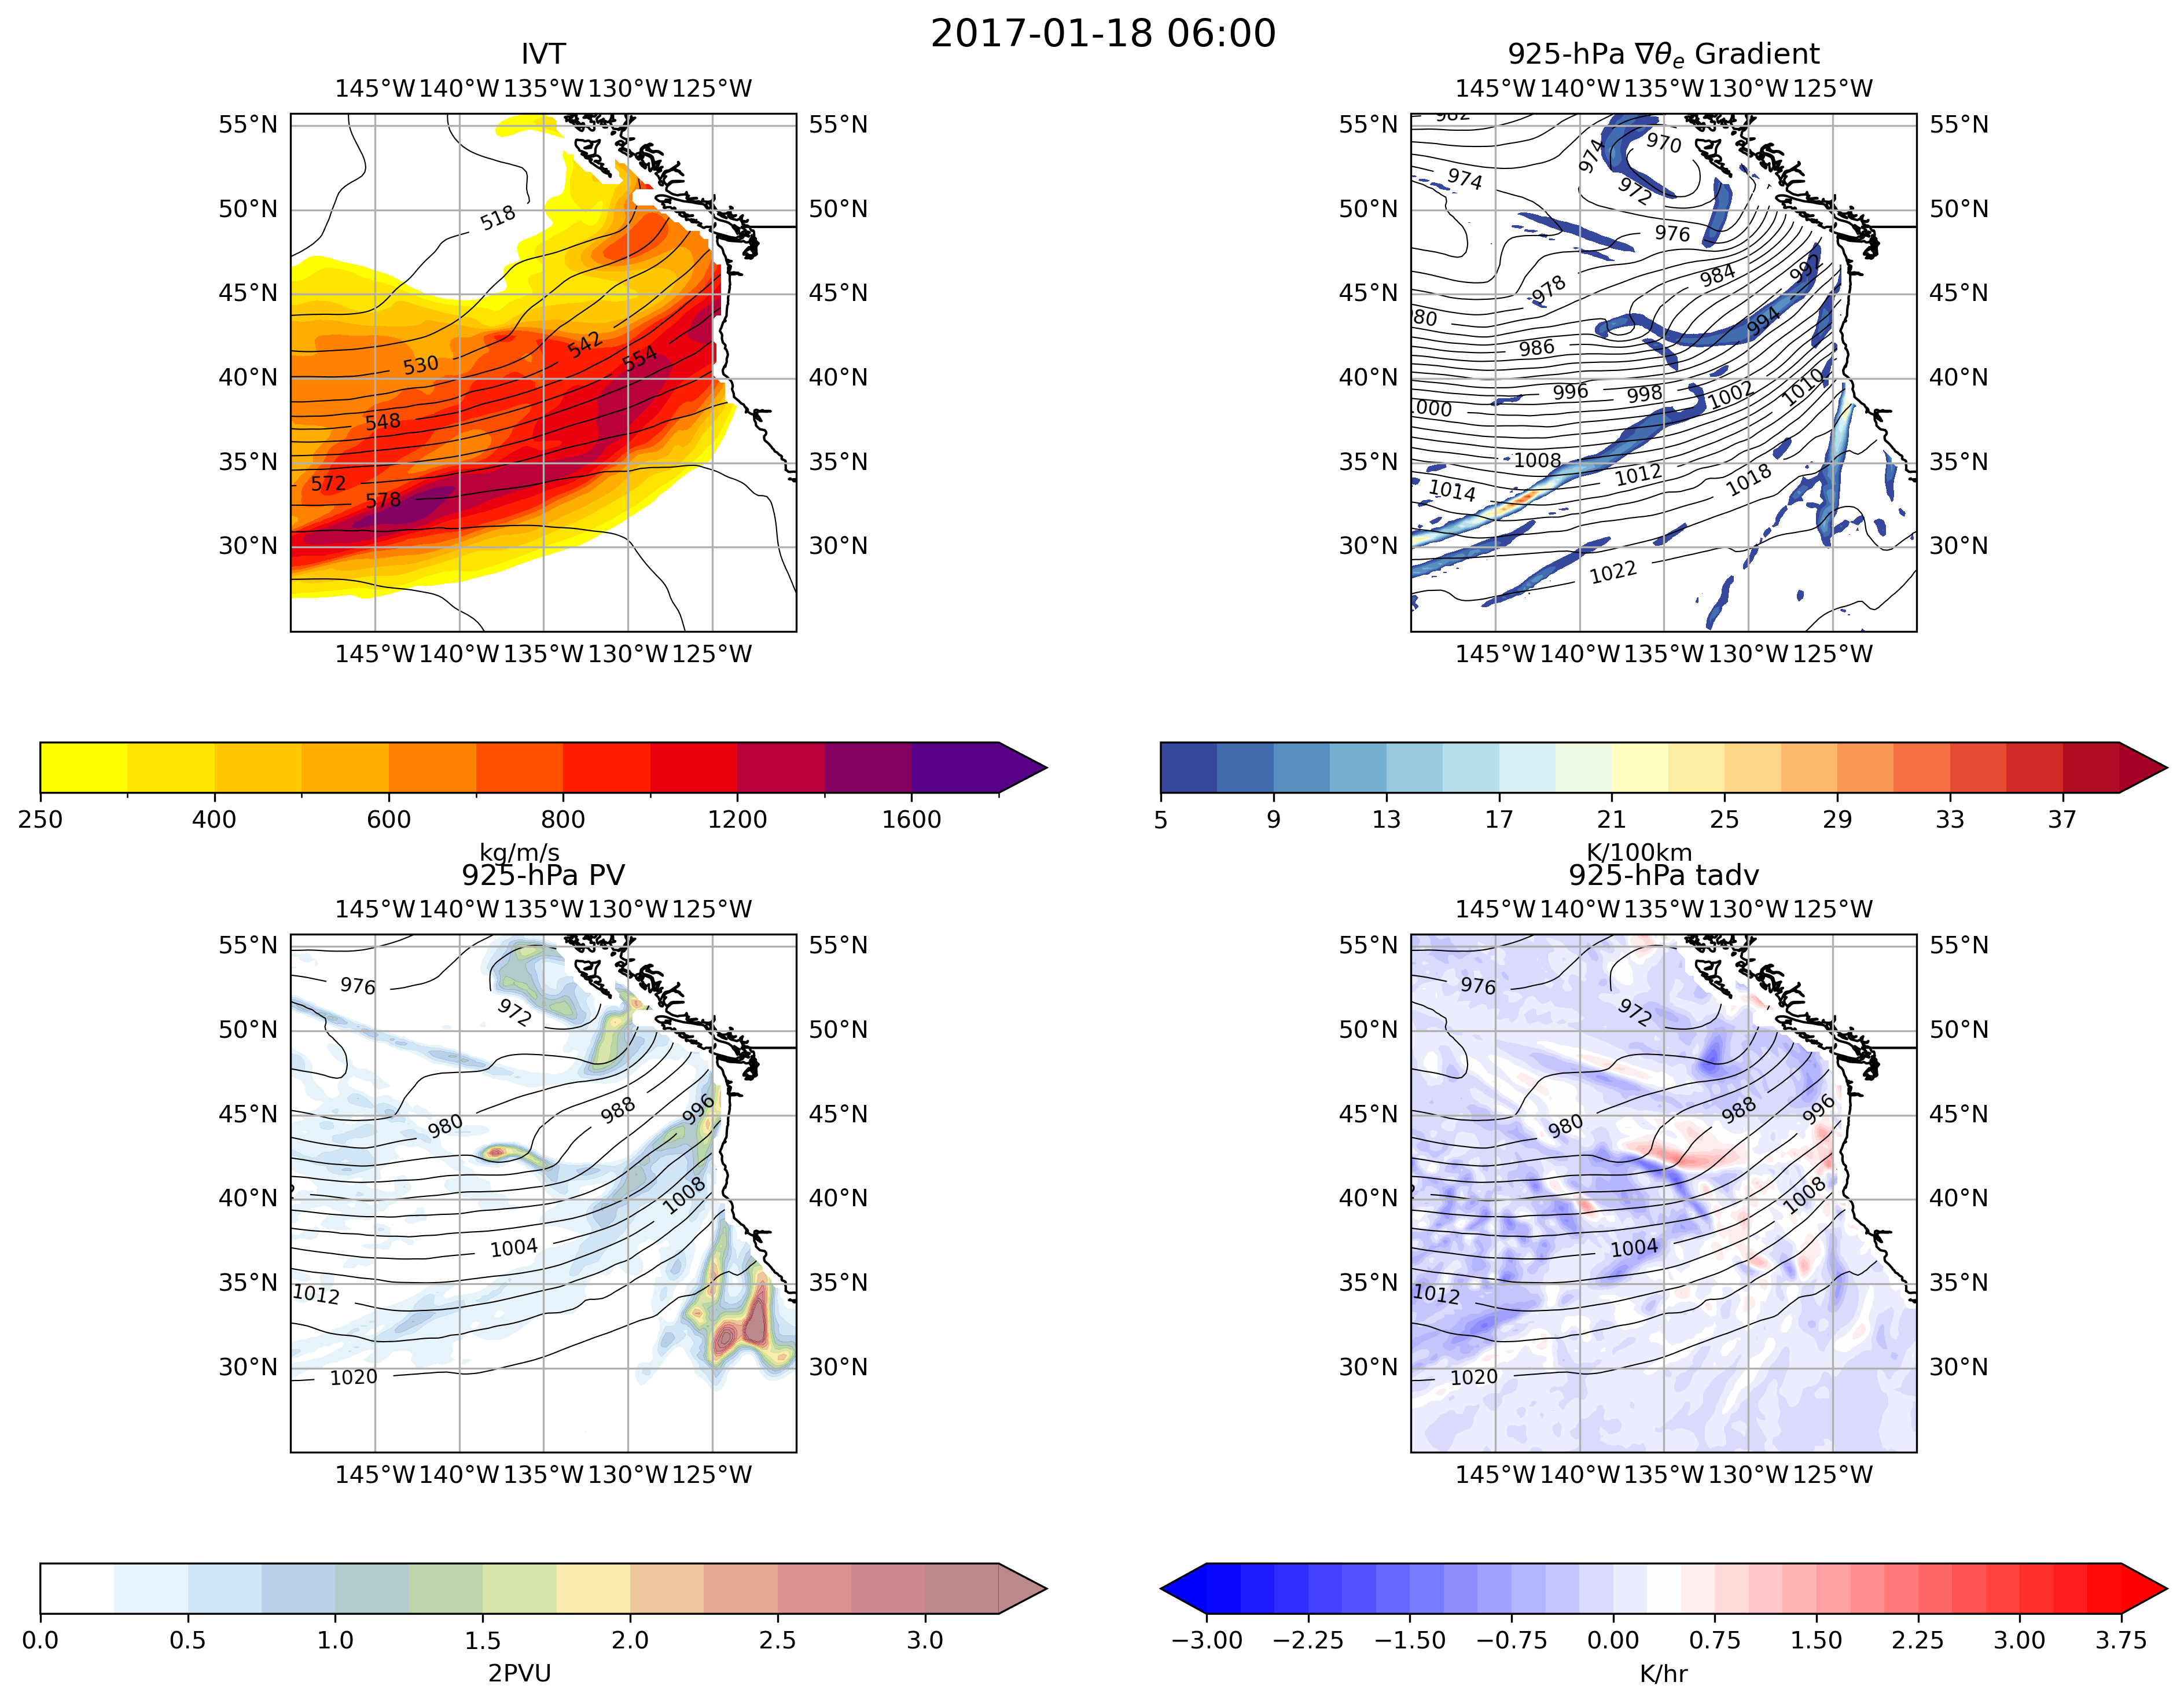 2017-01-18 06:00
IVT
145°W 140°W 135°W 130°W 125°W
55°N 55°N
50°N 50°N
45°N 45°N
40°N 40°N
35°N 35°N
30°N 30°N
518
542
554
530
548
572
578
145°W 140°W 135°W 130°W 125°W
250 400 600 800 1200 1600
kg/m/s
925-hPa ∇θe Gradient
145°W 140°W 135°W 130°W 125°W
55°N 55°N
50°N 50°N
45°N 45°N
40°N 40°N
35°N 35°N
30°N 30°N
982
970
974
974
972
976
992
984
978
994
986
1010
996
998
1002
1008
1012
1018
1014
1022
145°W 140°W 135°W 130°W 125°W
5 9 13 17 21 25 29 33 37
K/100km
925-hPa PV
145°W 140°W 135°W 130°W 125°W
55°N 55°N
50°N 50°N
45°N 45°N
40°N 40°N
35°N 35°N
30°N 30°N
976
972
988
996
980
1008
1004
1012
1020
145°W 140°W 135°W 130°W 125°W
0.0 0.5 1.0 1.5 2.0 2.5 3.0
2PVU
925-hPa tadv
145°W 140°W 135°W 130°W 125°W
55°N 55°N
50°N 50°N
45°N 45°N
40°N 40°N
35°N 35°N
30°N 30°N
976
972
988
996
980
1008
1004
1012
1020
145°W 140°W 135°W 130°W 125°W
−3.00 −2.25 −1.50 −0.75 0.00 0.75 1.50 2.25 3.00 3.75
K/hr